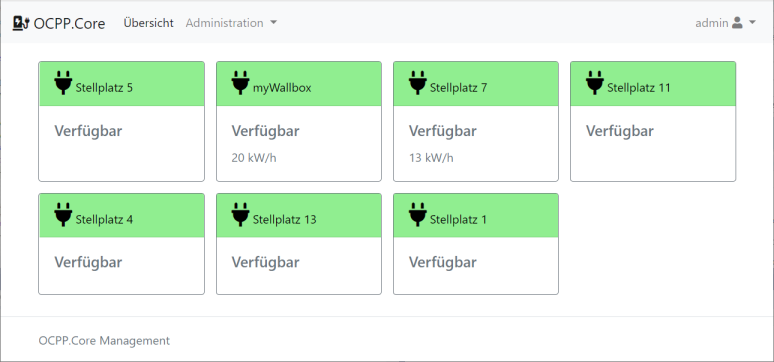 OCPP.Core Übersicht Administration admin
Stellplatz 5 myWallbox Stellplatz 7 Stellplatz 11
Verfügbar Verfügbar Verfügbar Verfügbar
20 kW/h 13 kW/h
Stellplatz 4 Stellplatz 13 Stellplatz 1
Verfügbar Verfügbar Verfügbar
OCPP.Core Management